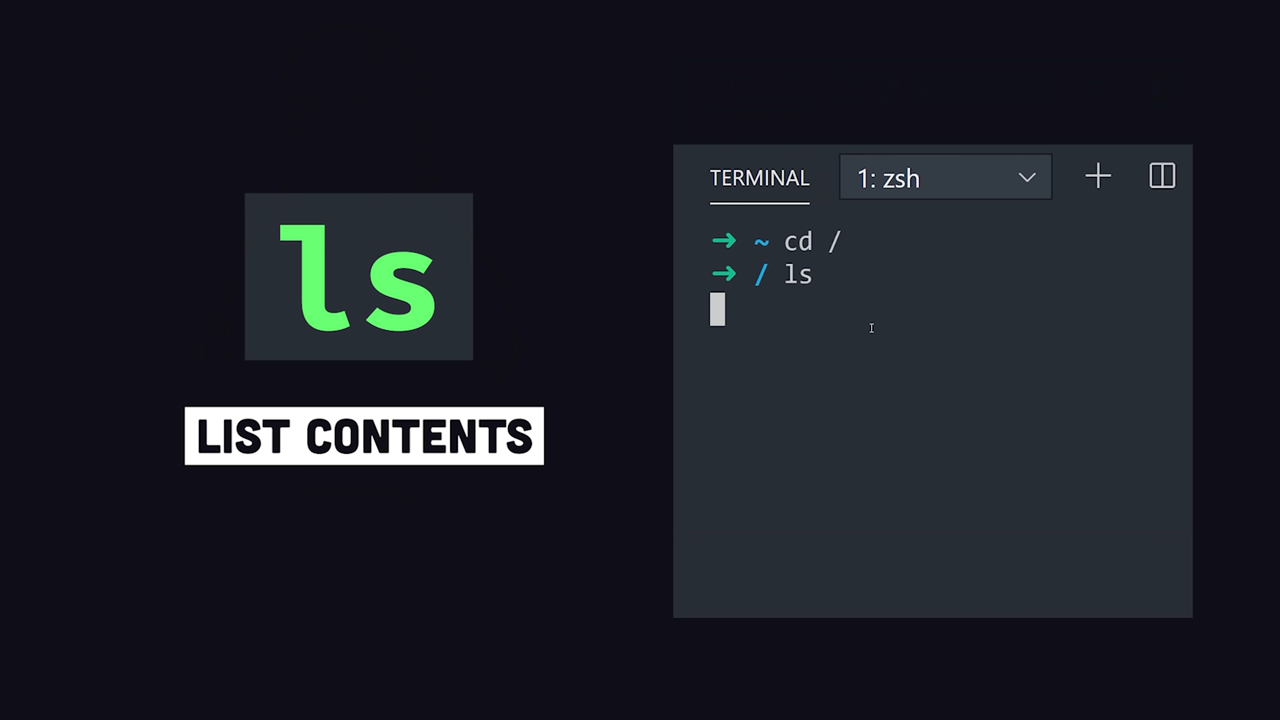 ls
LIST CONTENTS
TERMINAL 1: zsh
➜ ~ cd /
➜ / ls